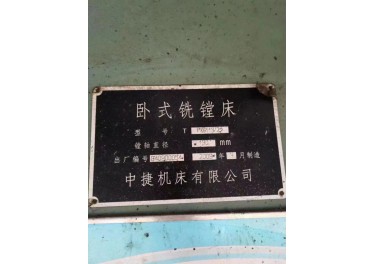 卧式铣镗床
型 号 T
镗轴直径 mm
出厂编号 年 月制造
中捷机床有限公司